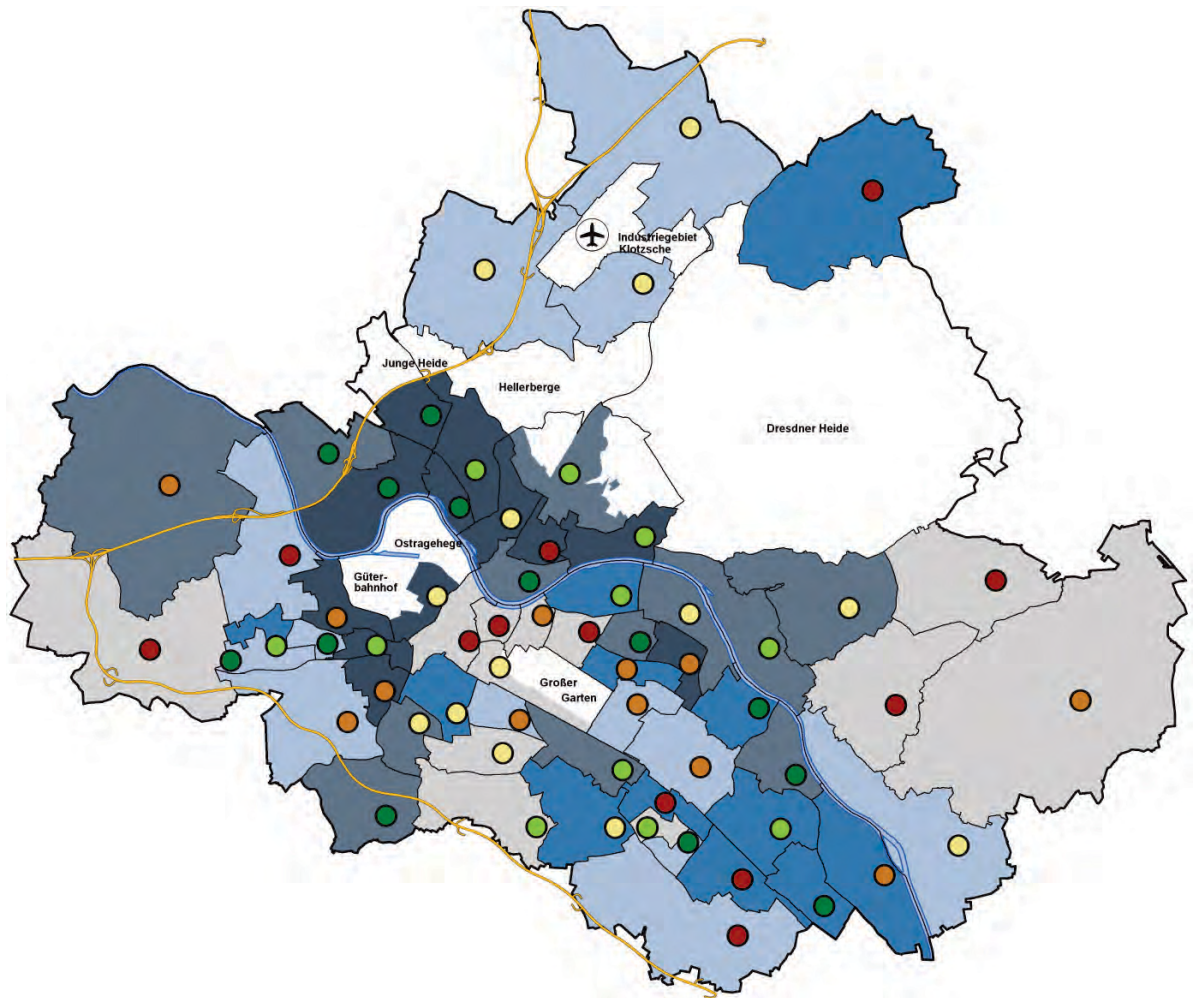 Industriegebiet
Klotzsche
Junge Heide
Hellerberge
Dresdner Heide
Ostragehege
Güter-
bahnhof
Großer
Garten